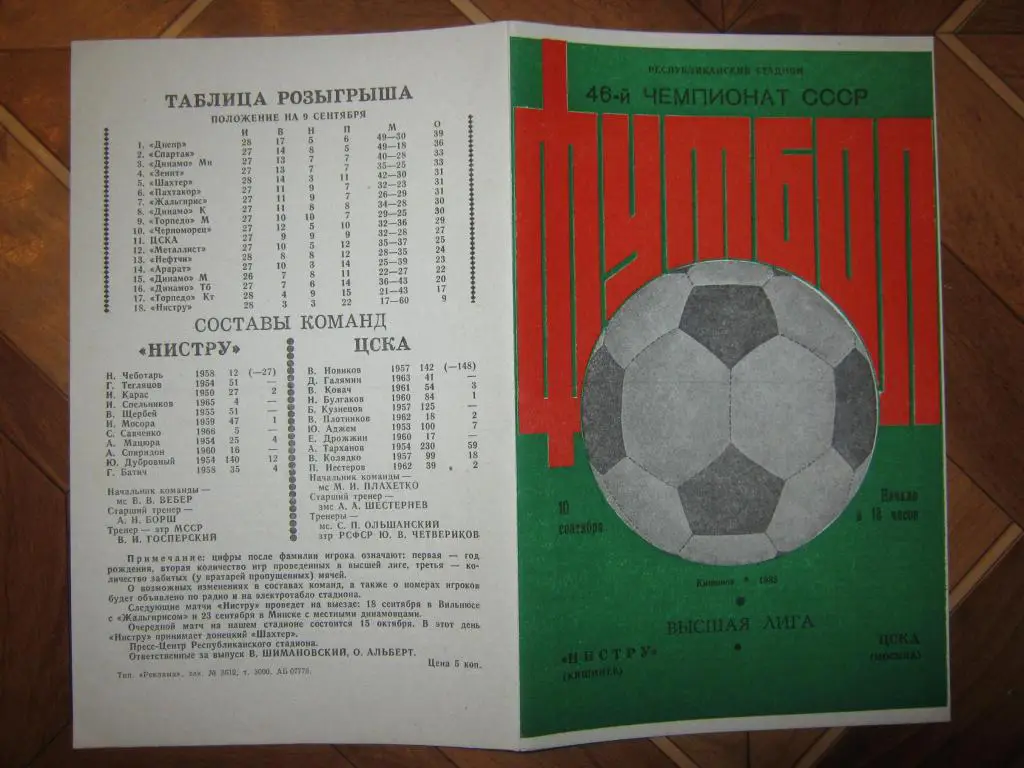 ТАБЛИЦА РОЗЫГРЫША
ПОЛОЖЕНИЕ НА 9 СЕНТЯБРЯ
И В Н П М О
1. «Днепр» 28 17 5 6 49—30 39
2. «Спартак» 27 14 8 5 49—18 36
3. «Динамо» Мн 27 13 7 7 40—28 33
4. «Зенит» 27 13 7 7 35—25 33
5. «Шахтер» 28 14 3 11 42—30 31
6. «Пахтакор» 27 11 9 7 32—23 31
7. «Жальгирис» 27 11 9 7 26—29 31
8. «Динамо» К 27 11 8 8 34—28 30
9. «Торпедо» М 27 10 10 7 29—25 30
10. «Черноморец» 27 12 5 10 32—36 29
11. ЦСКА 27 9 9 9 32—28 27
12. «Металлист» 27 10 5 12 35—37 25
13. «Нефтчи» 28 8 8 12 28—35 24
14. «Арарат» 27 10 3 14 25—39 23
15. «Динамо» М 26 7 8 11 22—27 22
16. «Динамо» Тб 27 7 6 14 36—43 20
17. «Торпедо» Кт 28 4 9 15 21—43 17
18. «Нистру» 28 3 3 22 17—60 9
СОСТАВЫ КОМАНД
«НИСТРУ»
Н. Чеботарь 1958 12 (—27)
Г. Тегляцов 1954 51 —
Н. Карас 1950 27 2
И. Спельников 1965 4 —
В. Щербей 1955 51 —
И. Мосора 1959 47 1
С. Савченко 1966 5 —
А. Мацюра 1954 25 4
А. Спиридон 1960 16 —
Ю. Дубровный 1954 140 12
Г. Батич 1958 35 4
Начальник команды —
мс В. В. ВЕБЕР
Старший тренер —
А. Н. БОРШ
Тренер — зтр МССР
В. И. ГОСПЕРСКИЙ
ЦСКА
В. Новиков 1957 142 (—148)
Д. Галямин 1963 41 —
В. Ковач 1961 54 3
Н. Булгаков 1960 84 1
Б. Кузнецов 1957 125 —
В. Плотников 1962 18 2
Ю. Аджем 1953 100 7
Е. Дрожжин 1960 17 —
А. Тарханов 1954 230 59
В. Колядко 1957 99 18
П. Нестеров 1962 39 2
Начальник команды —
мс М. И. ПЛАХЕТКО
Старший тренер —
змс А. А. ШЕСТЕРНЕВ
Тренеры —
мс. С. П. ОЛЬШАНСКИЙ
зтр РСФСР Ю. В. ЧЕТВЕРИКОВ
Примечание: цифры после фамилии игрока означают: первая — год
рождения, вторая количество игр проведенных в высшей лиге, третья — ко-
личество забитых (у вратарей пропущенных) мячей.
О возможных изменениях в составах команд, а также о номерах игроков
будет объявлено по радио и на электротабло стадиона.
Следующие матчи «Нистру» проведет на выезде: 18 сентября в Вильнюсе
с «Жальгирисом» и 23 сентября в Минске с местными динамовцами.
Очередной матч на нашем стадионе состоится 15 октября. В этот день
«Нистру» принимает донецкий «Шахтер».
Пресс-Центр Республиканского стадиона.
Ответственные за выпуск В. ШИМАНОВСКИЙ, О. АЛЬБЕРТ.
Цена 5 коп.
Тип. «Реклама», зак. № 3612, т. 3000, АБ 07778.
РЕСПУБЛИКАНСКИЙ СТАДИОН
46-й ЧЕМПИОНАТ СССР
ФУТБОЛ
10
сентября
Начало
в 18 часов
Кишинев * 1983
ВЫСШАЯ ЛИГА
«НИСТРУ»
(КИШИНЕВ)
ЦСКА
(МОСКВА)